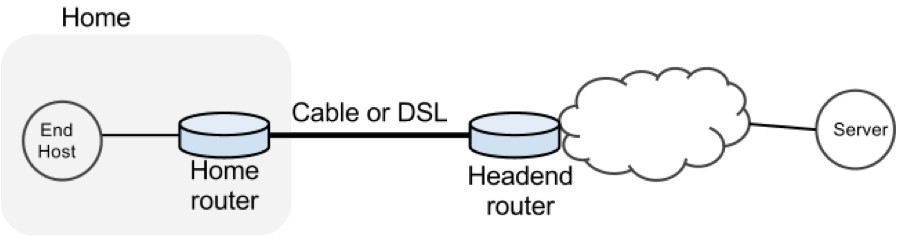 Home
End
Host
Home
router
Cable or DSL
Headend
router
Server